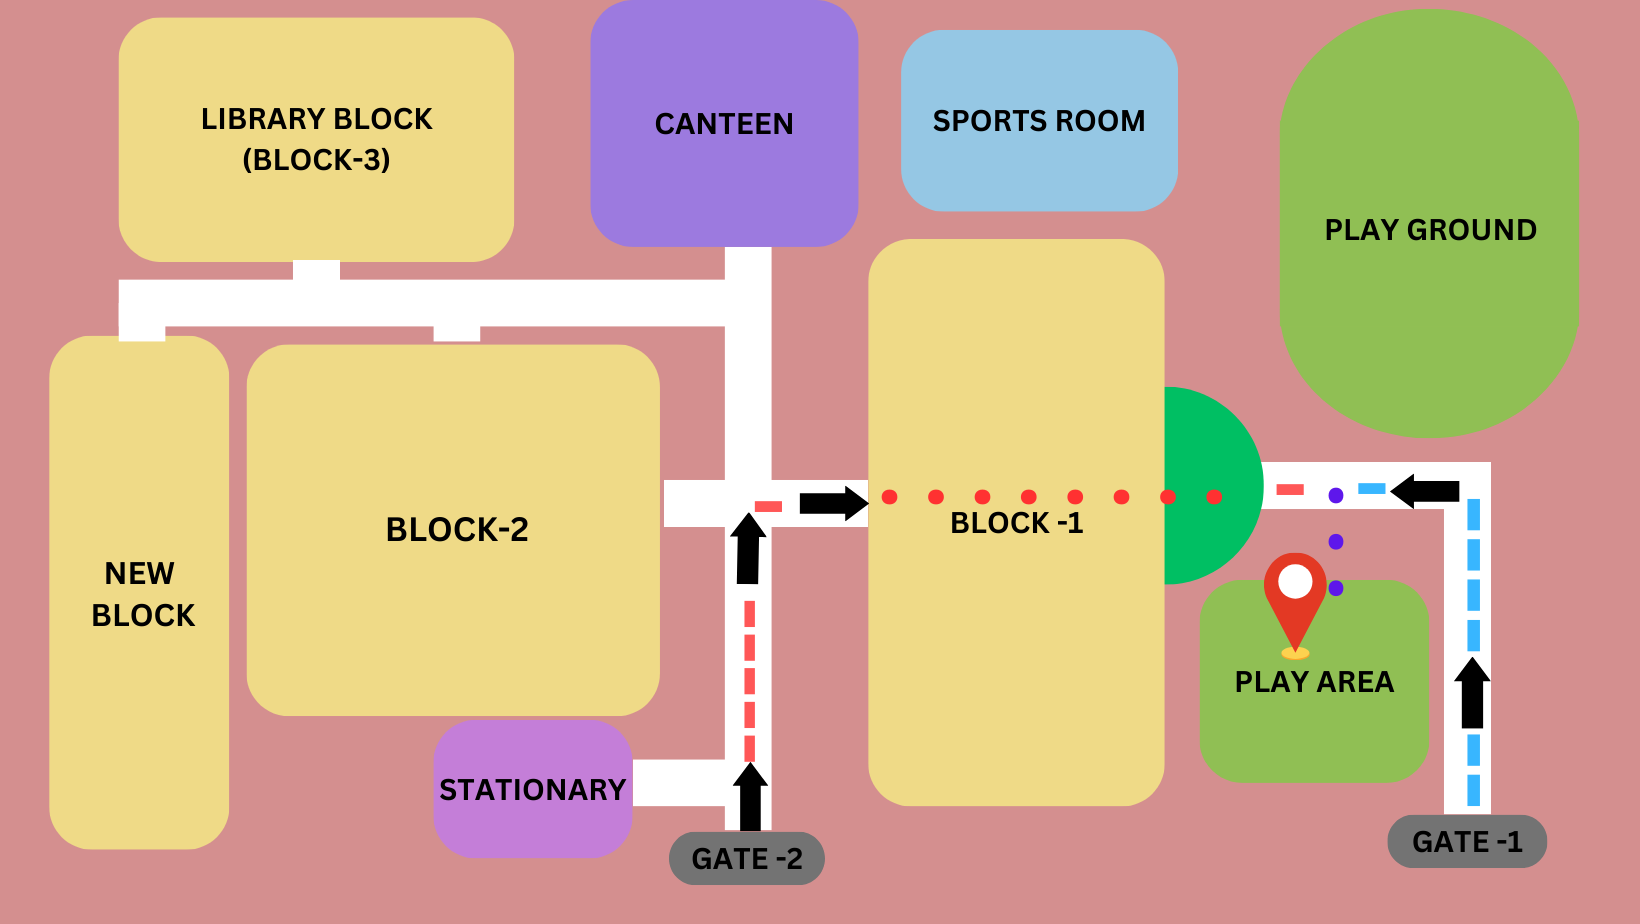 LIBRARY BLOCK
(BLOCK-3)
CANTEEN
SPORTS ROOM
PLAY GROUND
NEW
BLOCK
BLOCK-2
BLOCK -1
STATIONARY
PLAY AREA
GATE -2
GATE -1